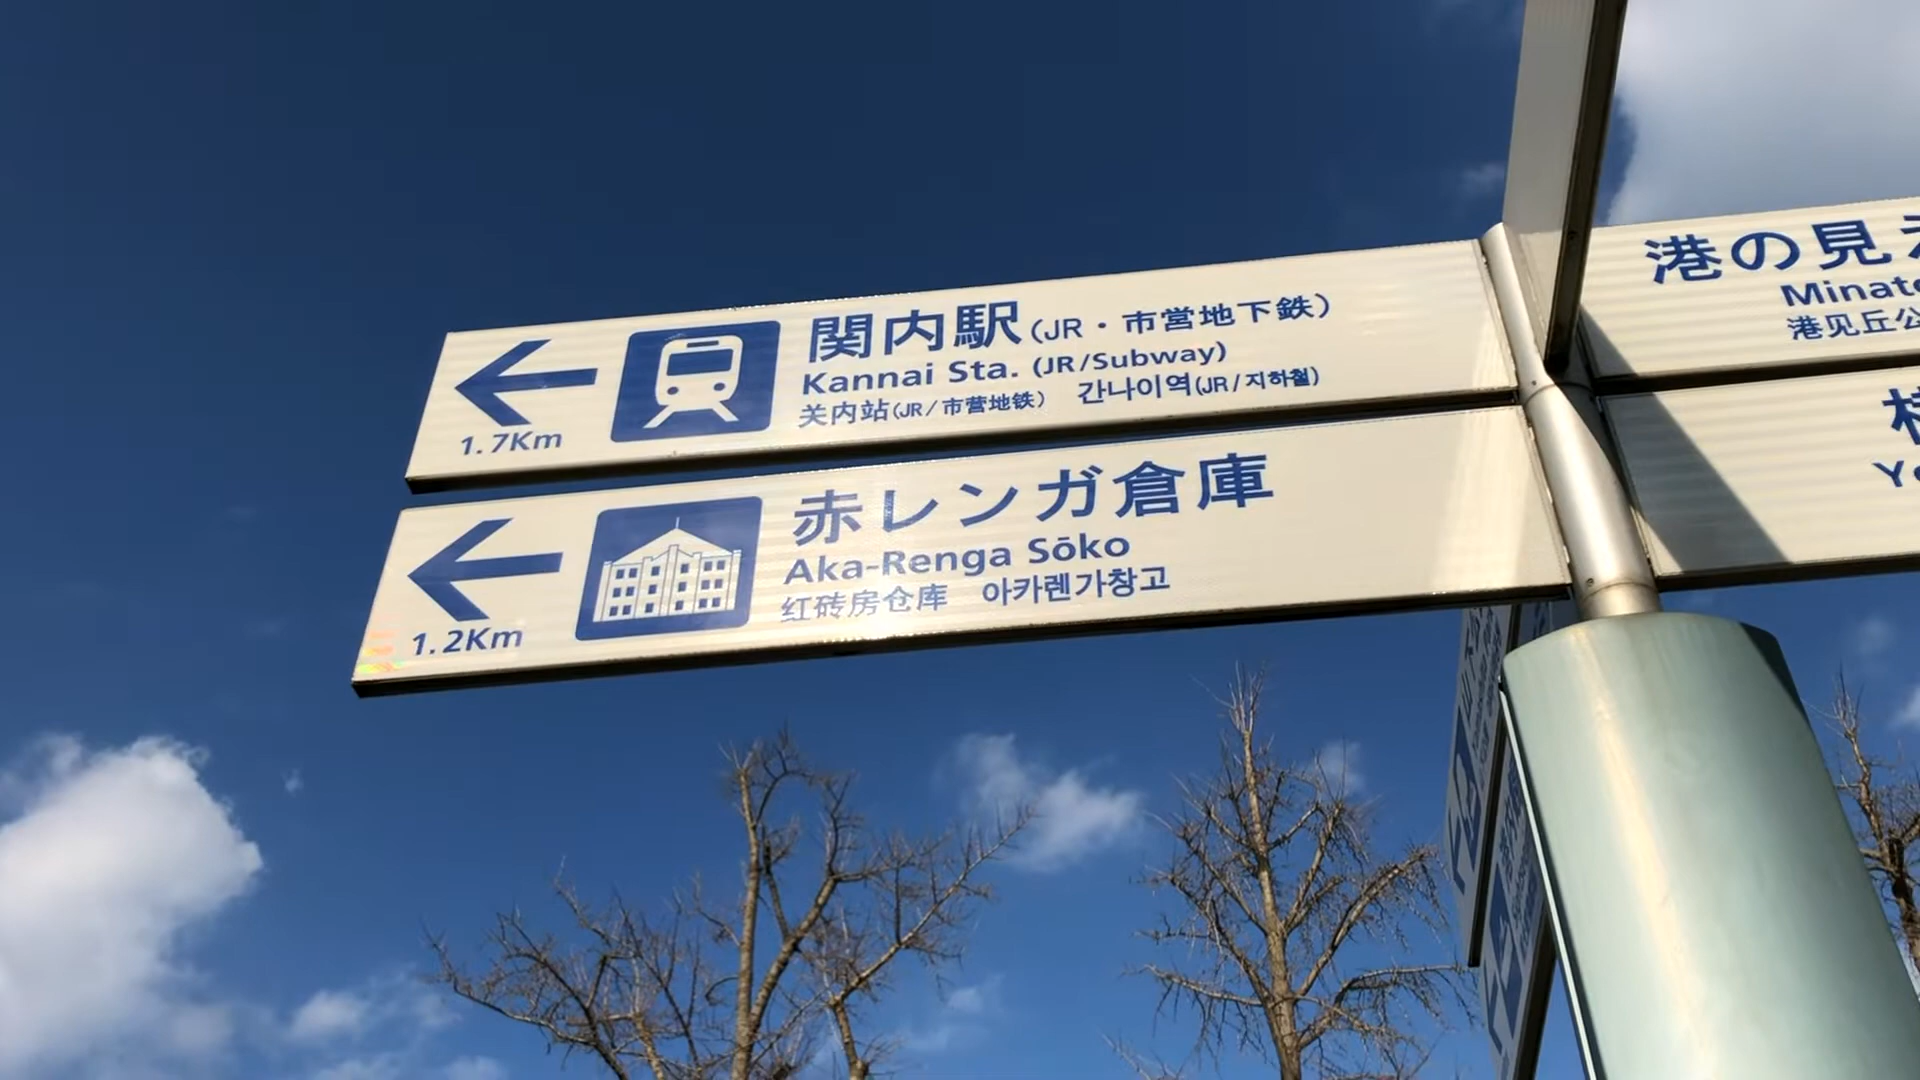 関内駅(JR・市営地下鉄)
Kannai Sta. (JR/Subway)
关内站(JR/市营地铁) 간나이역(JR/지하철)
1.7Km
赤レンガ倉庫
Aka-Renga Sōko
红砖房仓库 아카렌가창고
1.2Km
港の見
Minato
港见丘公